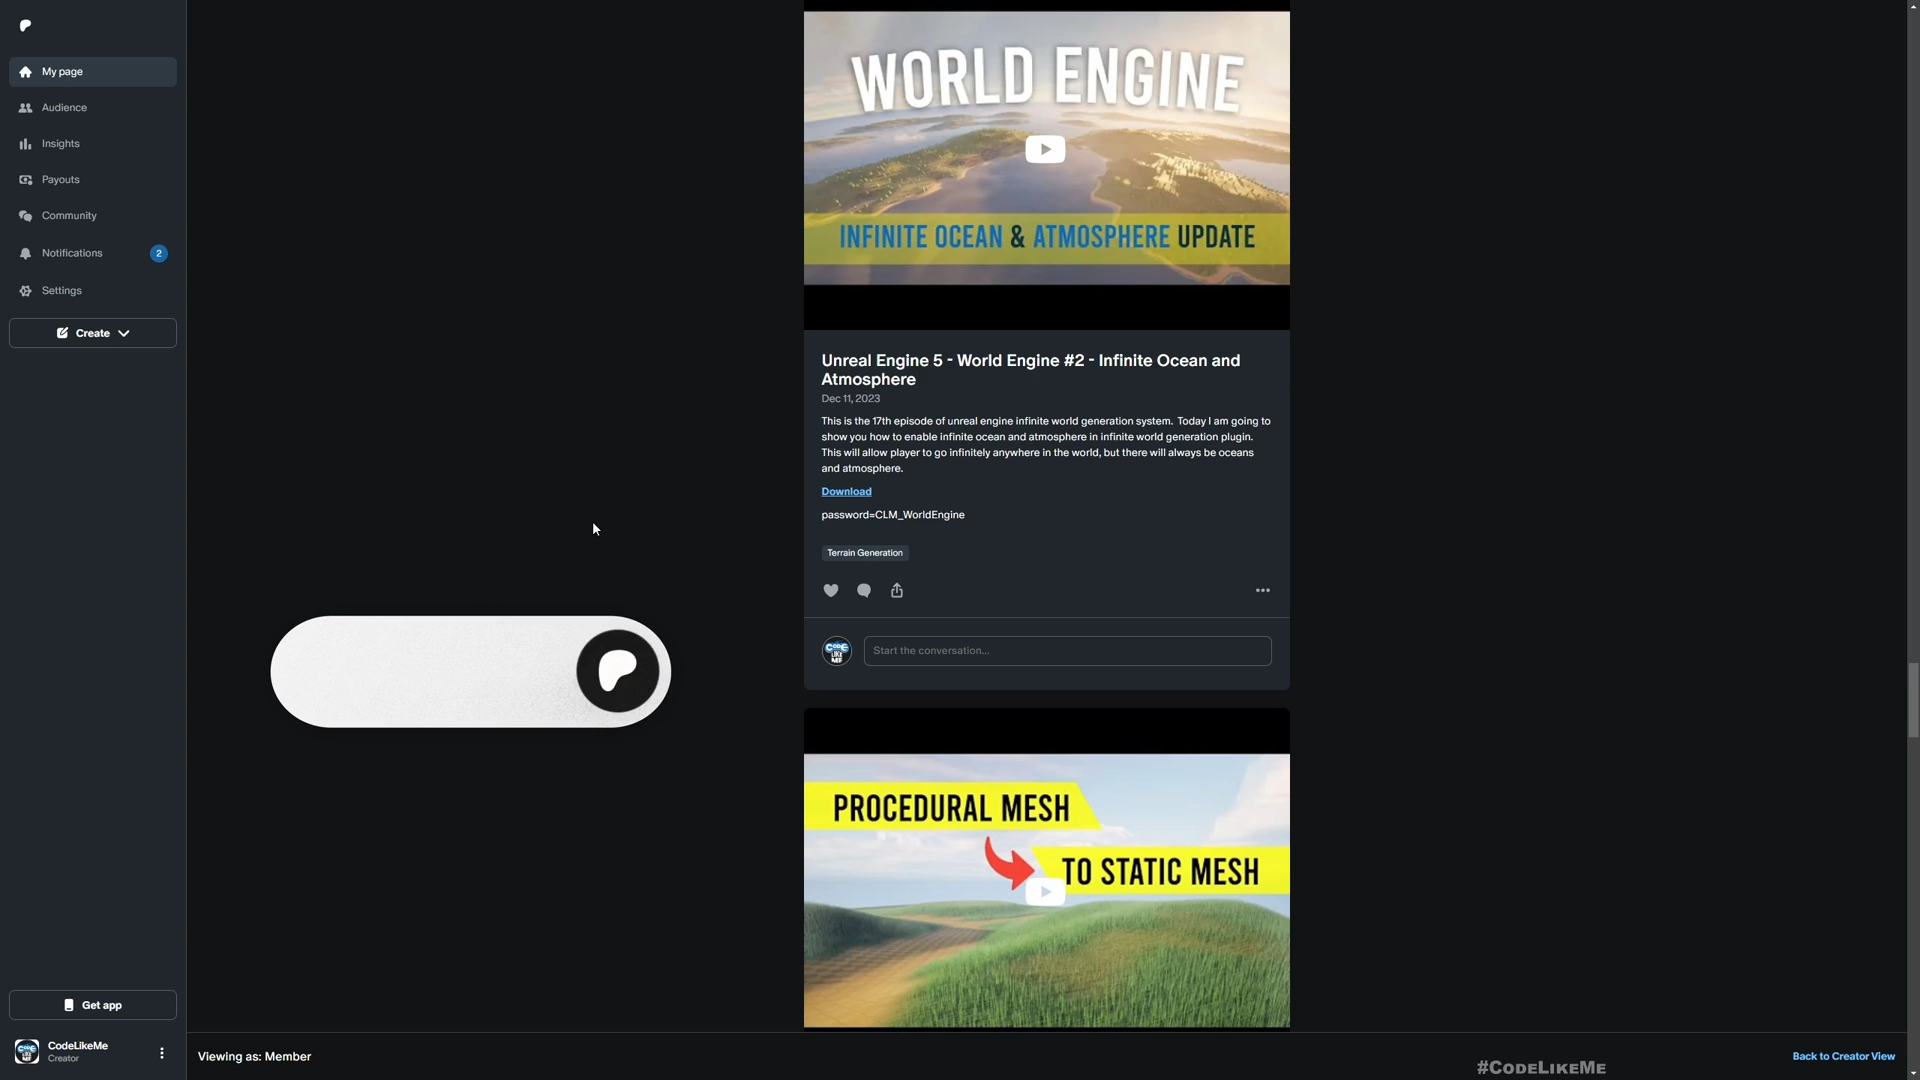 My page
Audience
Insights
Payouts
Community
Notifications 2
Settings
Create
Get app
CodeLikeMe
Creator
WORLD ENGINE
INFINITE OCEAN & ATMOSPHERE UPDATE
Unreal Engine 5 - World Engine #2 - Infinite Ocean and
Atmosphere
Dec 11, 2023
This is the 17th episode of unreal engine infinite world generation system. Today I am going to
show you how to enable infinite ocean and atmosphere in infinite world generation plugin.
This will allow player to go infinitely anywhere in the world, but there will always be oceans
and atmosphere.
Download
password=CLM_WorldEngine
Terrain Generation
CODE
LIKE
ME
Start the conversation...
PROCEDURAL MESH
TO STATIC MESH
Viewing as: Member
#CodeLikeMe
Back to Creator View